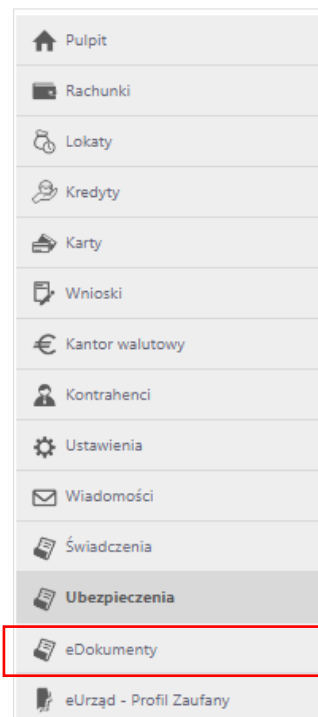 Pulpit
Rachunki
Lokaty
Kredyty
Karty
Wnioski
Kantor walutowy
Kontrahenci
Ustawienia
Wiadomości
Świadczenia
Ubezpieczenia
eDokumenty
eUrząd - Profil Zaufany